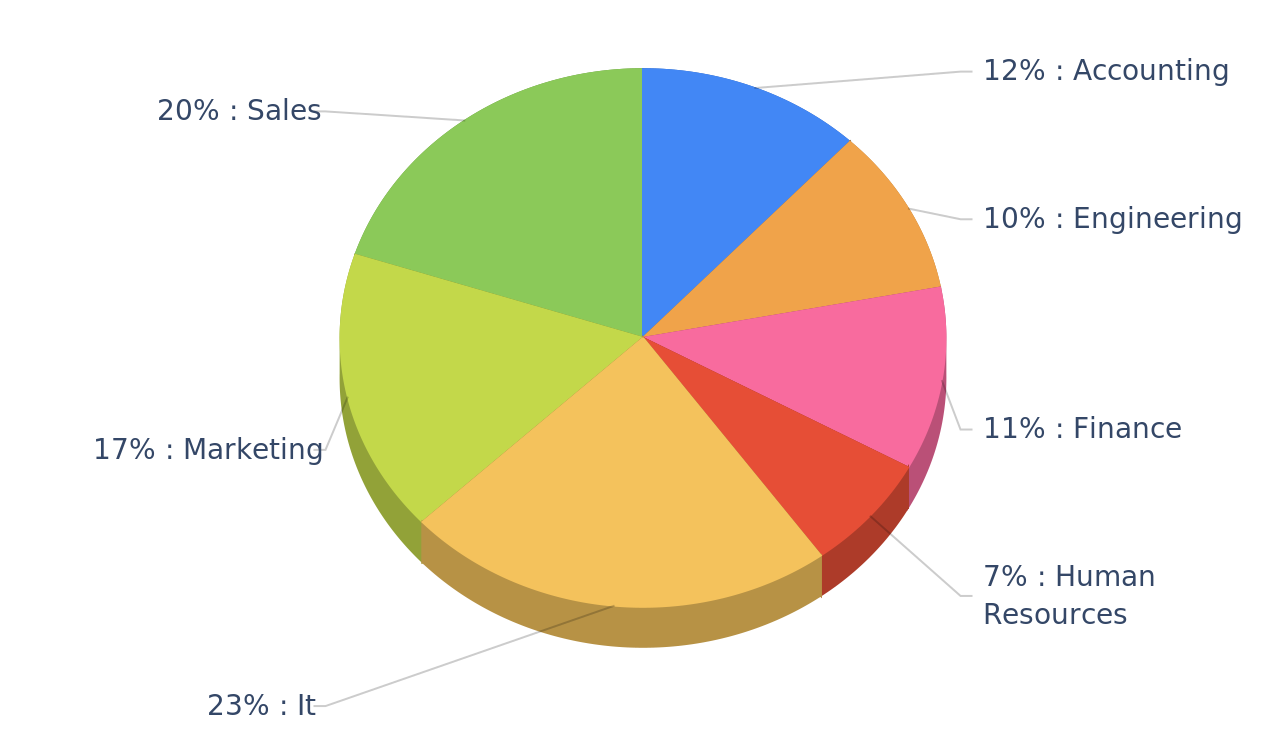 12% : Accounting
20% : Sales
10% : Engineering
11% : Finance
17% : Marketing
7% : Human
Resources
23% : It